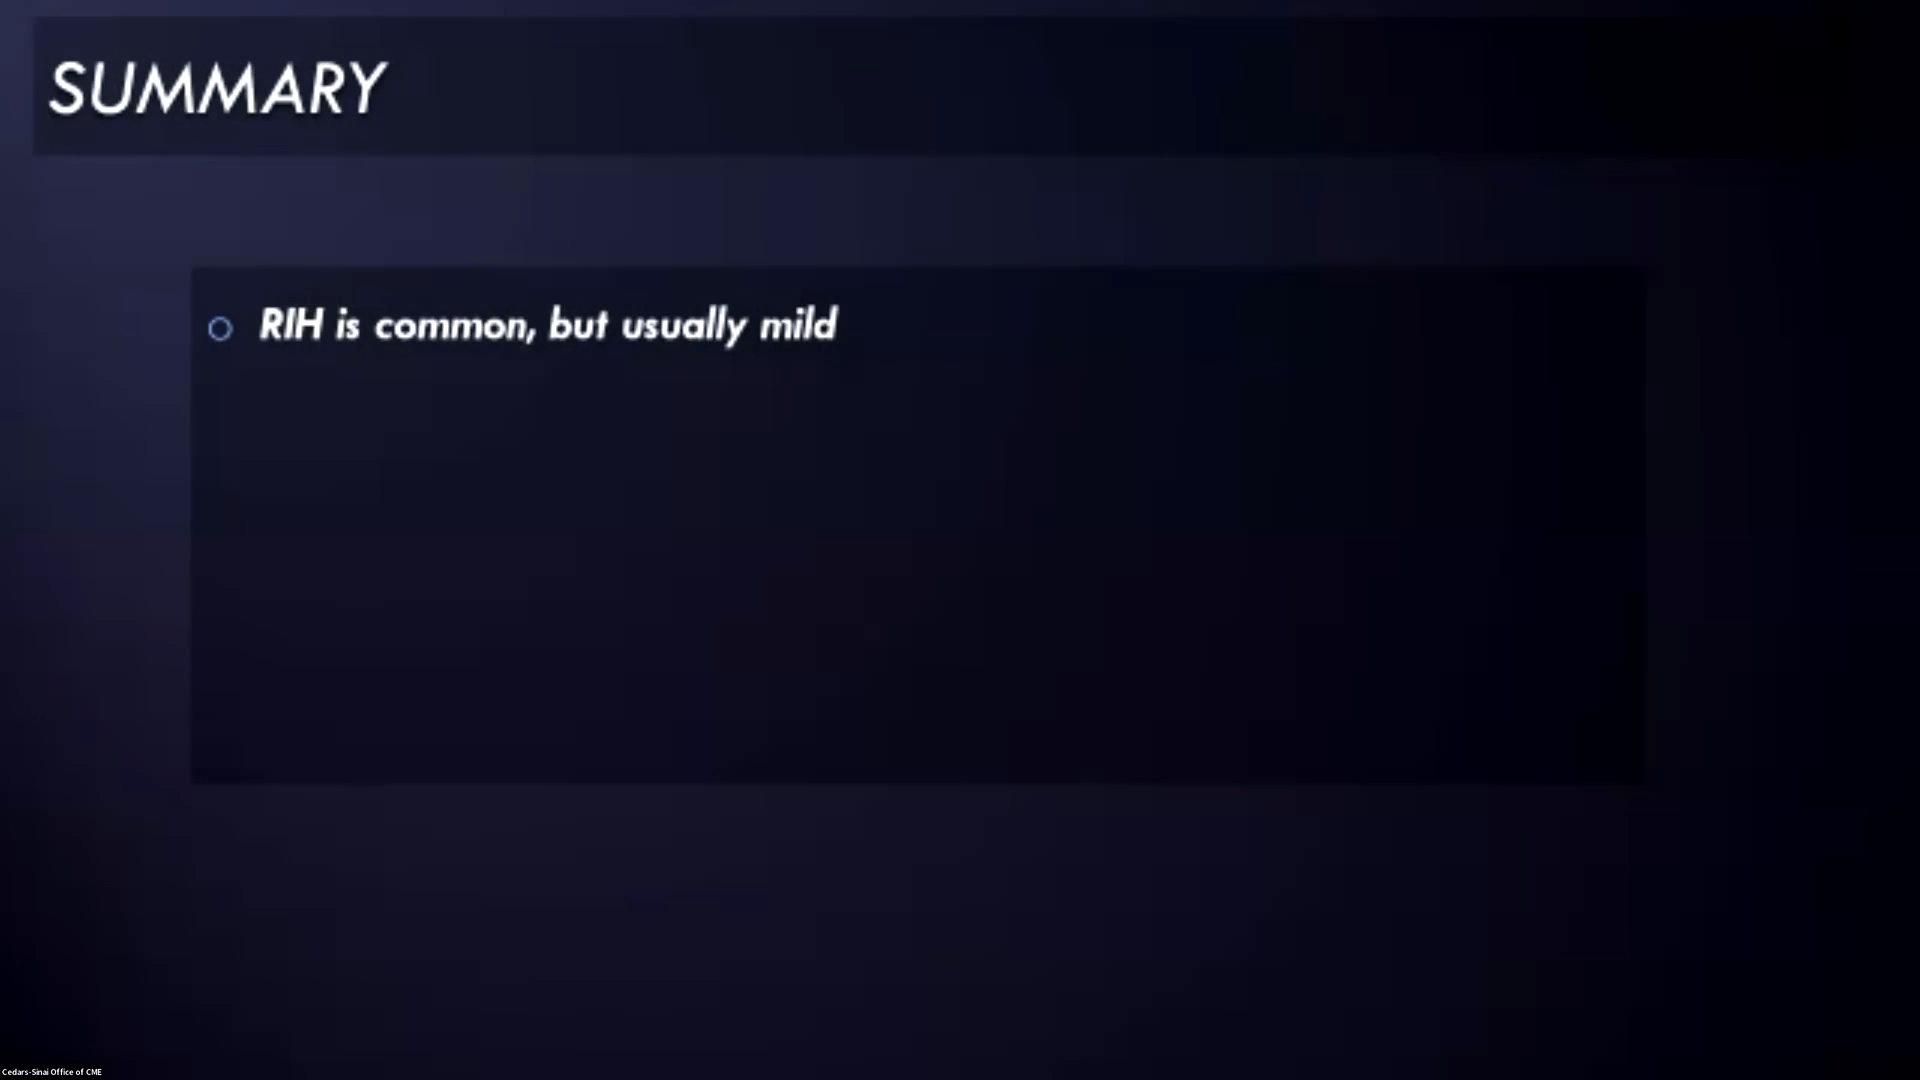 SUMMARY
RIH is common, but usually mild
Cedars-Sinai Office of CME